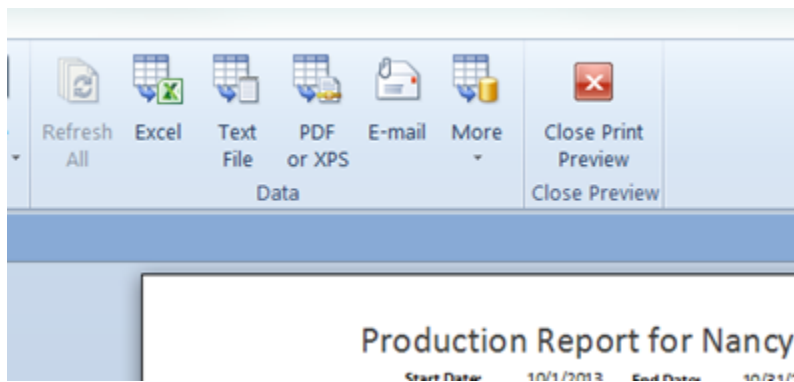 Refresh All
Excel
Text File
PDF or XPS
E-mail
More
Close Print Preview
Data
Close Preview
Production Report for Nancy
Start Date: 10/1/2013 End Date: